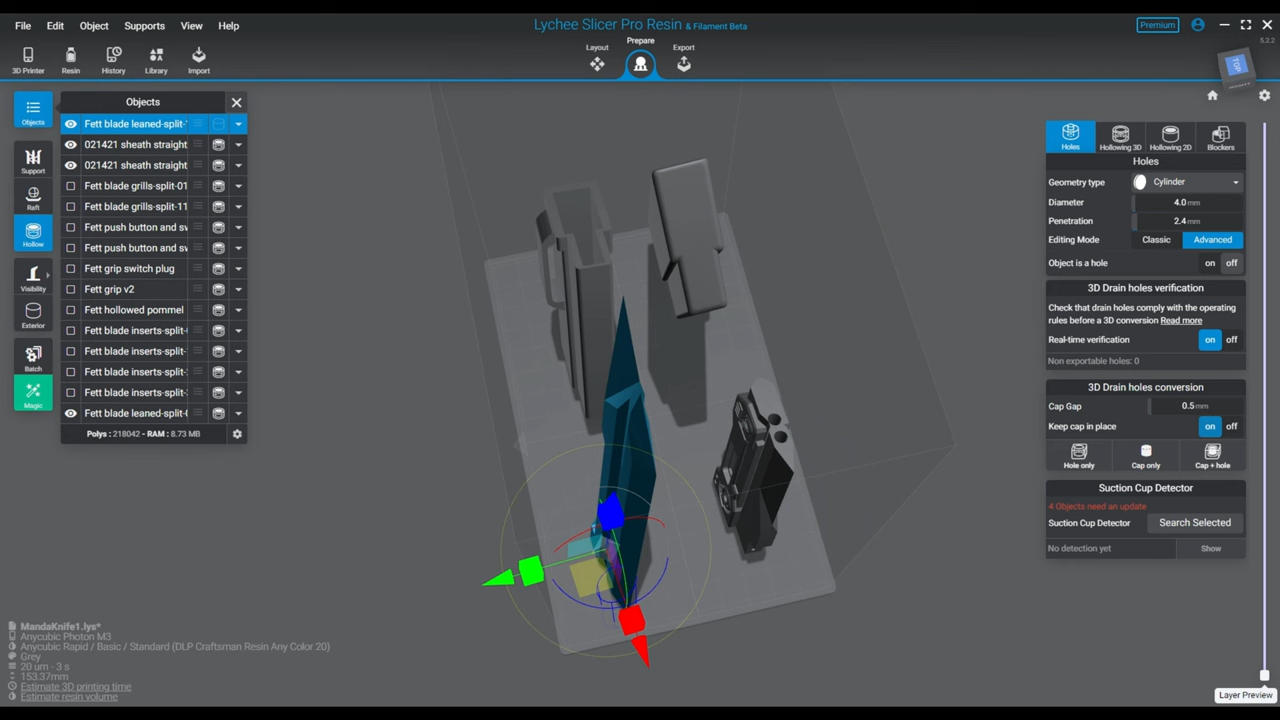 File Edit Object Supports View Help
Lychee Slicer Pro Resin & Filament Beta
Premium
5.2.2
3D Printer Resin History Library Import
Layout Prepare Export
TOP
Objects
Support
Raft
Hollow
Visibility
Exterior
Batch
Magic
Objects
Fett blade leaned-split-
021421 sheath straight
021421 sheath straight
Fett blade grills-split-01
Fett blade grills-split-11
Fett push button and sw
Fett push button and sw
Fett grip switch plug
Fett grip v2
Fett hollowed pommel
Fett blade inserts-split-
Fett blade inserts-split-
Fett blade inserts-split-
Fett blade inserts-split-
Fett blade leaned-split-
Polys : 218042 - RAM : 8.73 MB
Holes Hollowing 3D Hollowing 2D Blockers
Holes
Geometry type Cylinder
Diameter 4.0 mm
Penetration 2.4 mm
Editing Mode Classic Advanced
Object is a hole on off
3D Drain holes verification
Check that drain holes comply with the operating
rules before a 3D conversion Read more
Real-time verification on off
Non exportable holes: 0
3D Drain holes conversion
Cap Gap 0.5 mm
Keep cap in place on off
Hole only Cap only Cap + hole
Suction Cup Detector
4 Objects need an update
Suction Cup Detector Search Selected
No detection yet Show
MandaKnife1.lys*
Anycubic Photon M3
Anycubic Rapid / Basic / Standard (DLP Craftsman Resin Any Color 20)
Grey
20 um - 3 s
153.37mm
Estimate 3D printing time
Estimate resin volume
Layer Preview